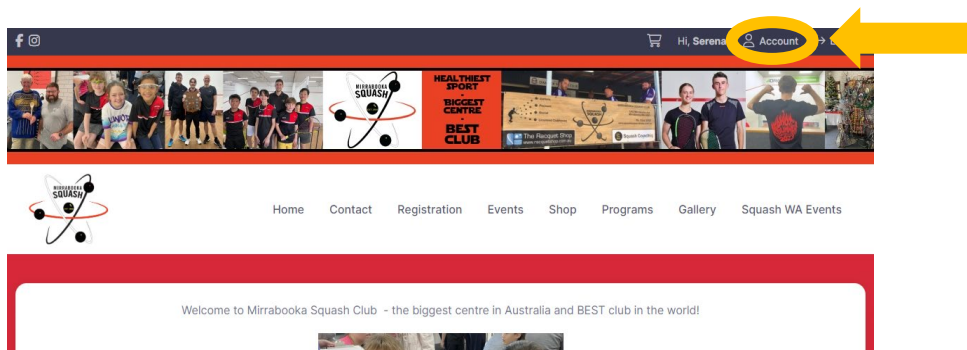 Hi, Serena Account
MIRRABOOKA
SQUASH
HEALTHIEST
SPORT
-
BIGGEST
CENTRE
-
BEST
CLUB
The Racquet Shop
Squash Coaching
MIRRABOOKA
SQUASH
Home Contact Registration Events Shop Programs Gallery Squash WA Events
Welcome to Mirrabooka Squash Club - the biggest centre in Australia and BEST club in the world!